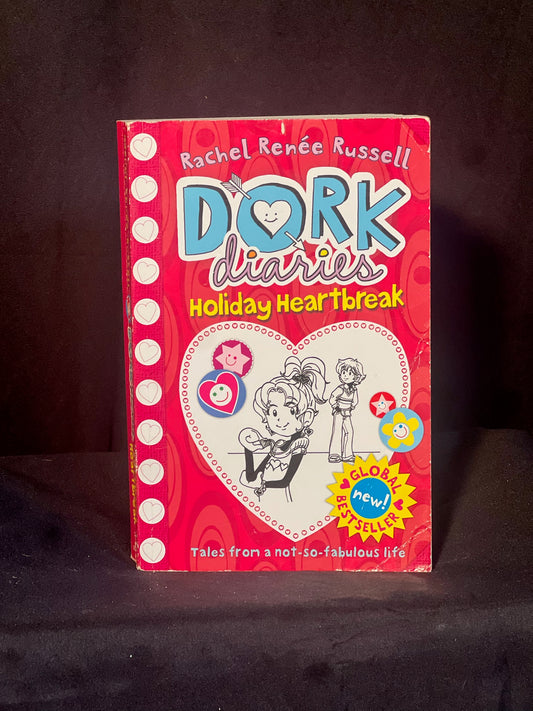 Rachel Renée Russell
DORK
diaries
Holiday Heartbreak
GLOBAL
new!
BESTSELLER
Tales from a not-so-fabulous life